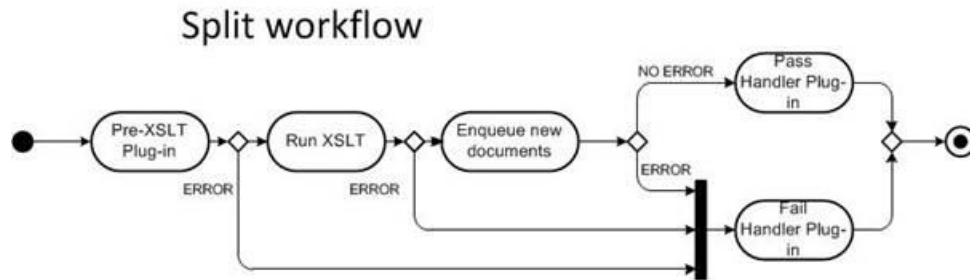 Split workflow
Pre-XSLT
Plug-in
ERROR
Run XSLT
ERROR
Enqueue new
documents
NO ERROR
ERROR
Pass
Handler Plug-
in
Fail
Handler Plug-
in